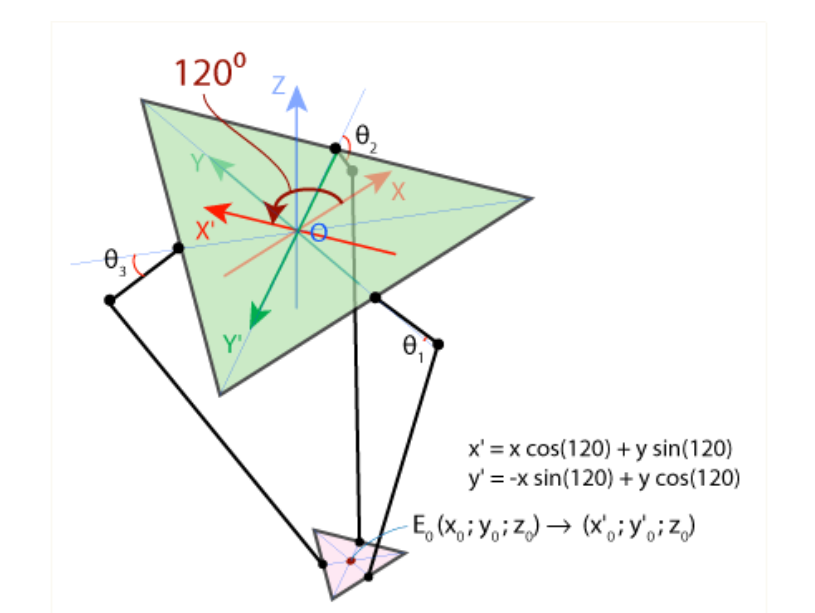 120⁰
Z
θ₂
Y
X
X'
O
θ₃
Y'
θ₁
x' = x cos(120) + y sin(120)
y' = -x sin(120) + y cos(120)
E₀ (x₀ ; y₀ ; z₀) → (x'₀ ; y'₀ ; z₀)